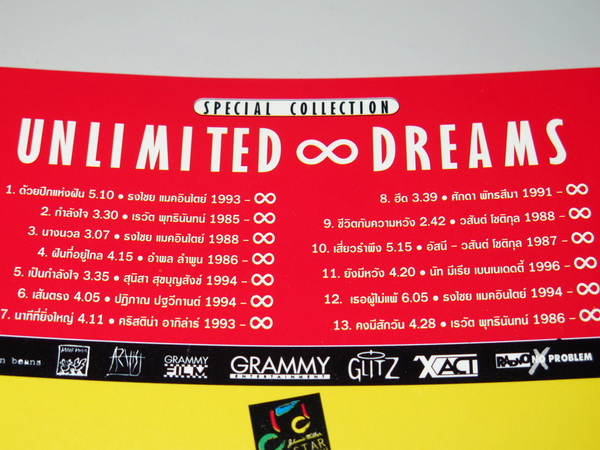 SPECIAL COLLECTION
UNLIMITED ∞ DREAMS
1. ด้วยปีกแห่งฝัน 5.10 ● ธงไชย แมคอินไตย์ 1993 - ∞
2. กำลังใจ 3.30 ● เรวัต พุทธินันทน์ 1985 - ∞
3. นางนวล 3.07 ● ธงไชย แมคอินไตย์ 1988 - ∞
4. ฝันที่อยู่ไกล 4.15 ● อำพล ลำพูน 1986 - ∞
5. เป็นกำลังใจ 3.35 ● สุนิสา สุขบุญสังข์ 1994 - ∞
6. เส้นตรง 4.05 ● ปฏิภาณ ปฐวีกานต์ 1994 - ∞
7. นาทีที่ยิ่งใหญ่ 4.11 ● คริสติน่า อากีล่าร์ 1993 - ∞
8. ฮึด 3.39 ● ศักดา พัทธสีมา 1991 - ∞
9. ชีวิตกับความหวัง 2.42 ● วสันต์ โชติกุล 1988 - ∞
10. เสี่ยวรำพึง 5.15 ● อัสนี - วสันต์ โชติกุล 1987 - ∞
11. ยังมีหวัง 4.20 ● นัท มีเรีย เบนเนเดดตี้ 1996 - ∞
12. เธอผู้ไม่แพ้ 6.05 ● ธงไชย แมคอินไตย์ 1994 - ∞
13. คงมีสักวัน 4.28 ● เรวัต พุทธินันทน์ 1986 - ∞
n beans
ARTIST
GRAMMY
FILM
GRAMMY
ENTERTAINMENT
GLITZ
XACT
RADIO NO PROBLEM
STAR